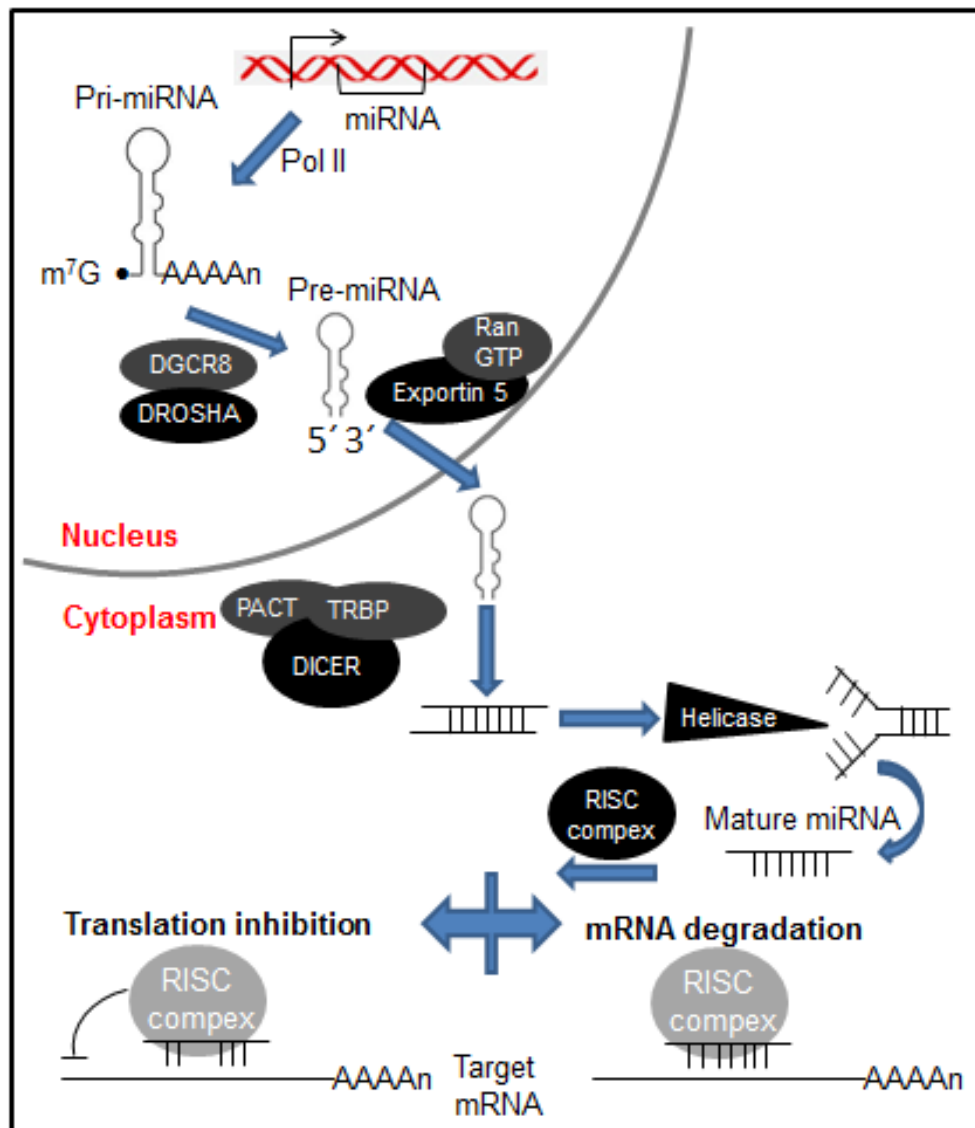 Pri-miRNA
miRNA
Pol II
m⁷G
AAAAn
Pre-miRNA
Ran
GTP
DGCR8
Exportin 5
DROSHA
5´ 3´
Nucleus
Cytoplasm
PACT
TRBP
DICER
Helicase
RISC
compex
Mature miRNA
Translation inhibition
mRNA degradation
RISC
compex
RISC
compex
AAAAn
Target
mRNA
AAAAn